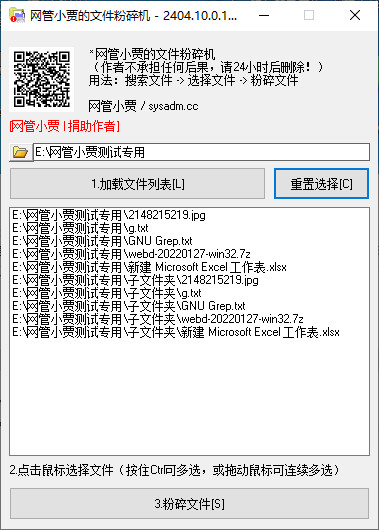 网管小贾的文件粉碎机 - 2404.10.0.1...
*网管小贾的文件粉碎机
（作者不承担任何后果，请24小时后删除！）
用法：搜索文件 -> 选择文件 -> 粉碎文件
网管小贾 / sysadm.cc
[网管小贾 | 捐助作者]
E:\网管小贾测试专用
1.加载文件列表[L]
重置选择[C]
E:\网管小贾测试专用\2148215219.jpg
E:\网管小贾测试专用\g.txt
E:\网管小贾测试专用\GNU Grep.txt
E:\网管小贾测试专用\webd-20220127-win32.7z
E:\网管小贾测试专用\新建 Microsoft Excel 工作表.xlsx
E:\网管小贾测试专用\子文件夹\2148215219.jpg
E:\网管小贾测试专用\子文件夹\g.txt
E:\网管小贾测试专用\子文件夹\GNU Grep.txt
E:\网管小贾测试专用\子文件夹\webd-20220127-win32.7z
E:\网管小贾测试专用\子文件夹\新建 Microsoft Excel 工作表.xlsx
2.点击鼠标选择文件（按住Ctrl可多选，或拖动鼠标可连续多选）
3.粉碎文件[S]